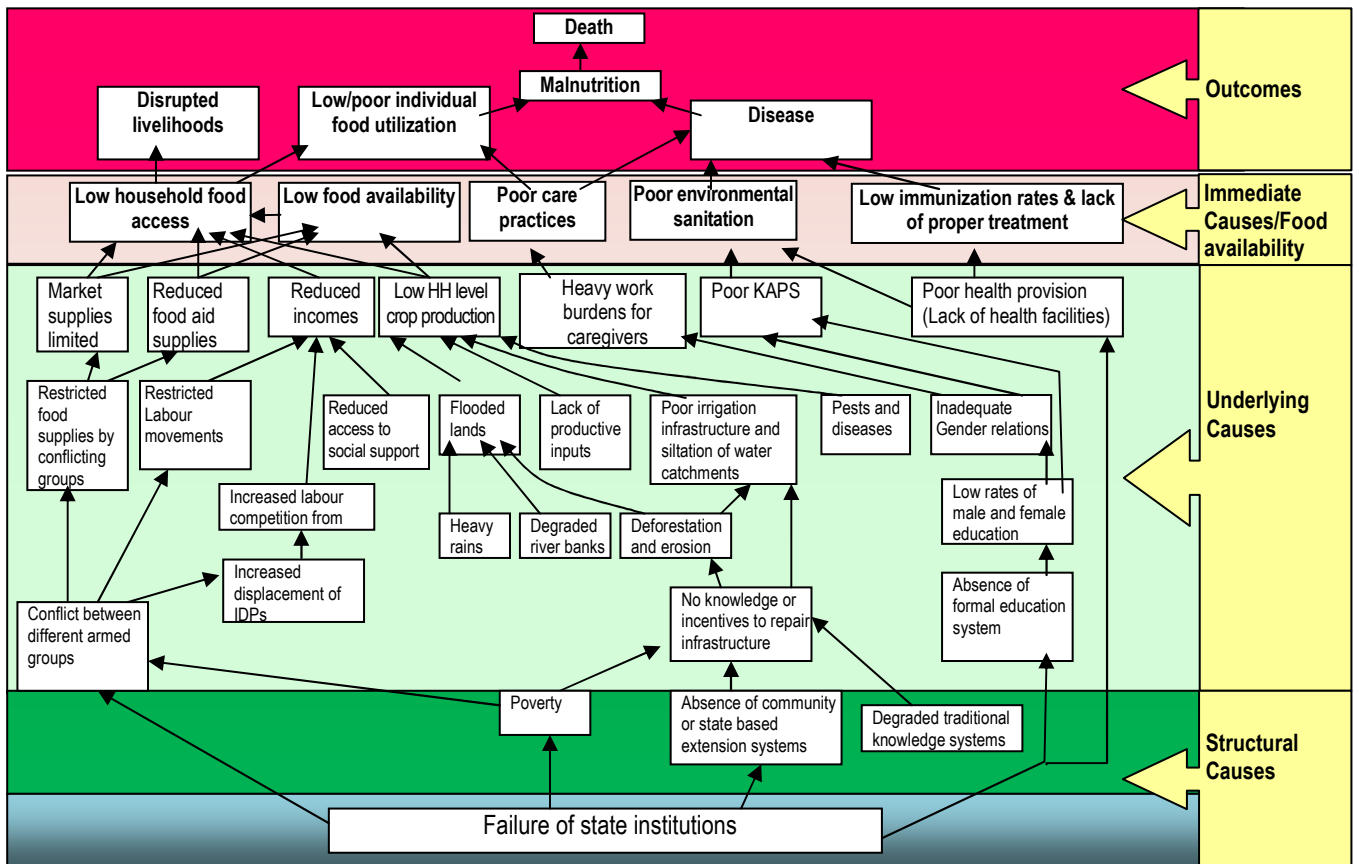 Death
Malnutrition
Disrupted
livelihoods
Low/poor individual
food utilization
Disease
Outcomes
Low household food
access
Low food availability
Poor care
practices
Poor environmental
sanitation
Low immunization rates & lack
of proper treatment
Immediate
Causes/Food
availability
Market
supplies
limited
Reduced
food aid
supplies
Reduced
incomes
Low HH level
crop production
Heavy work
burdens for
caregivers
Poor KAPS
Poor health provision
(Lack of health facilities)
Restricted
food
supplies by
conflicting
groups
Restricted
Labour
movements
Reduced
access to
social support
Flooded
lands
Lack of
productive
inputs
Poor irrigation
infrastructure and
siltation of water
catchments
Pests and
diseases
Inadequate
Gender relations
Underlying
Causes
Increased labour
competition from
Heavy
rains
Degraded
river banks
Deforestation
and erosion
Low rates of
male and female
education
Increased
displacement of
IDPs
Conflict between
different armed
groups
No knowledge or
incentives to repair
infrastructure
Absence of
formal education
system
Poverty
Absence of community
or state based
extension systems
Degraded traditional
knowledge systems
Structural
Causes
Failure of state institutions